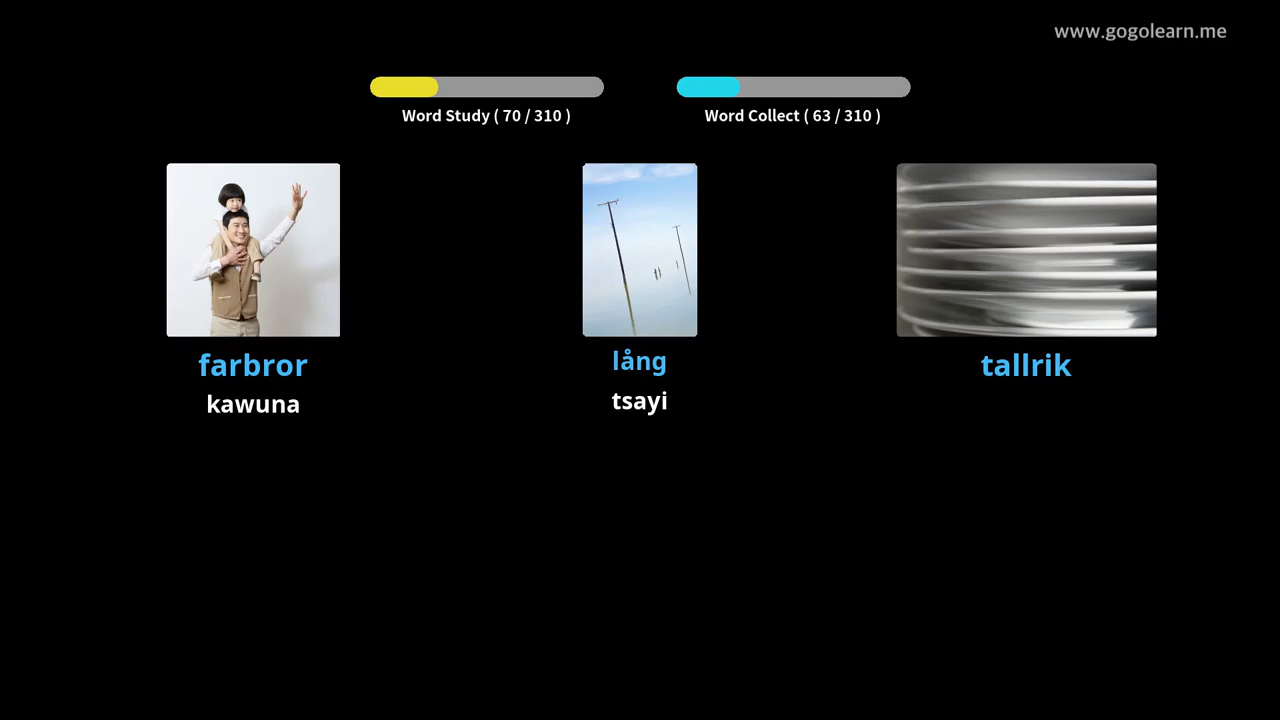 www.gogolearn.me
Word Study ( 70 / 310 )
Word Collect ( 63 / 310 )
farbror
kawuna
lång
tsayi
tallrik